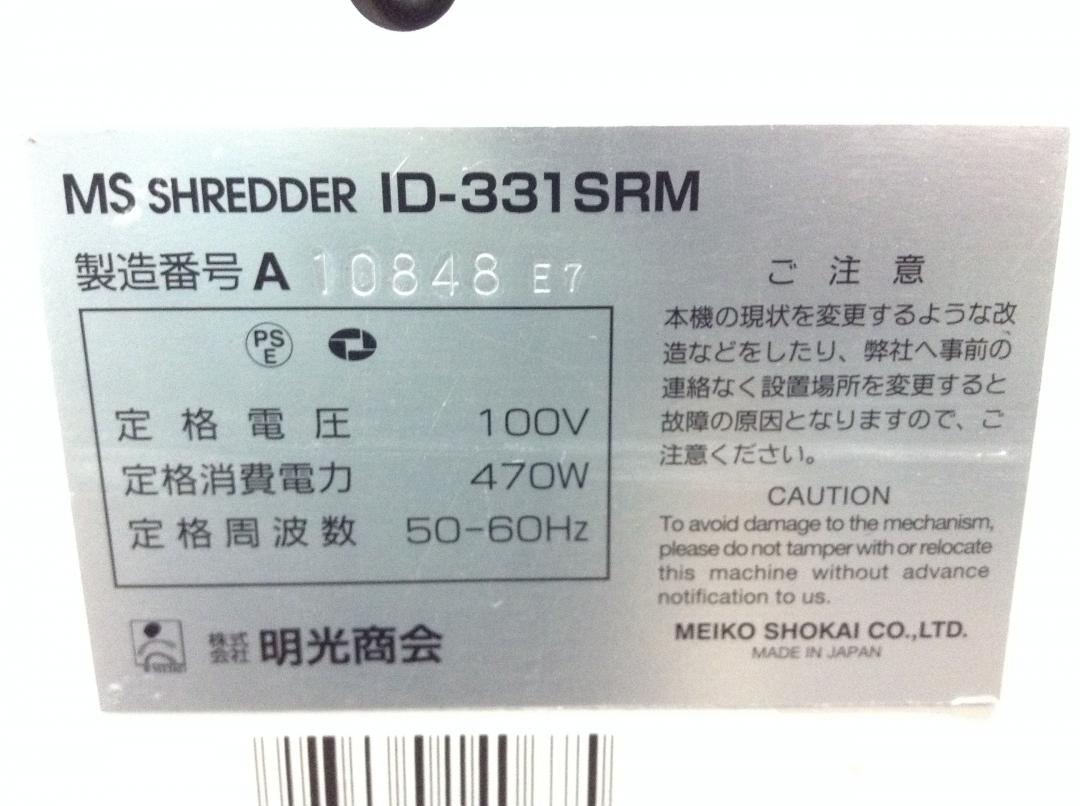 MS SHREDDER ID-331SRM
製造番号 A 10848 E7
PS
E
定格電圧 100V
定格消費電力 470W
定格周波数 50-60Hz
株式
会社 明光商会
ご注意
本機の現状を変更するような改
造などをしたり、弊社へ事前の
連絡なく設置場所を変更すると
故障の原因となりますので、ご
注意ください。
CAUTION
To avoid damage to the mechanism,
please do not tamper with or relocate
this machine without advance
notification to us.
MEIKO SHOKAI CO.,LTD.
MADE IN JAPAN